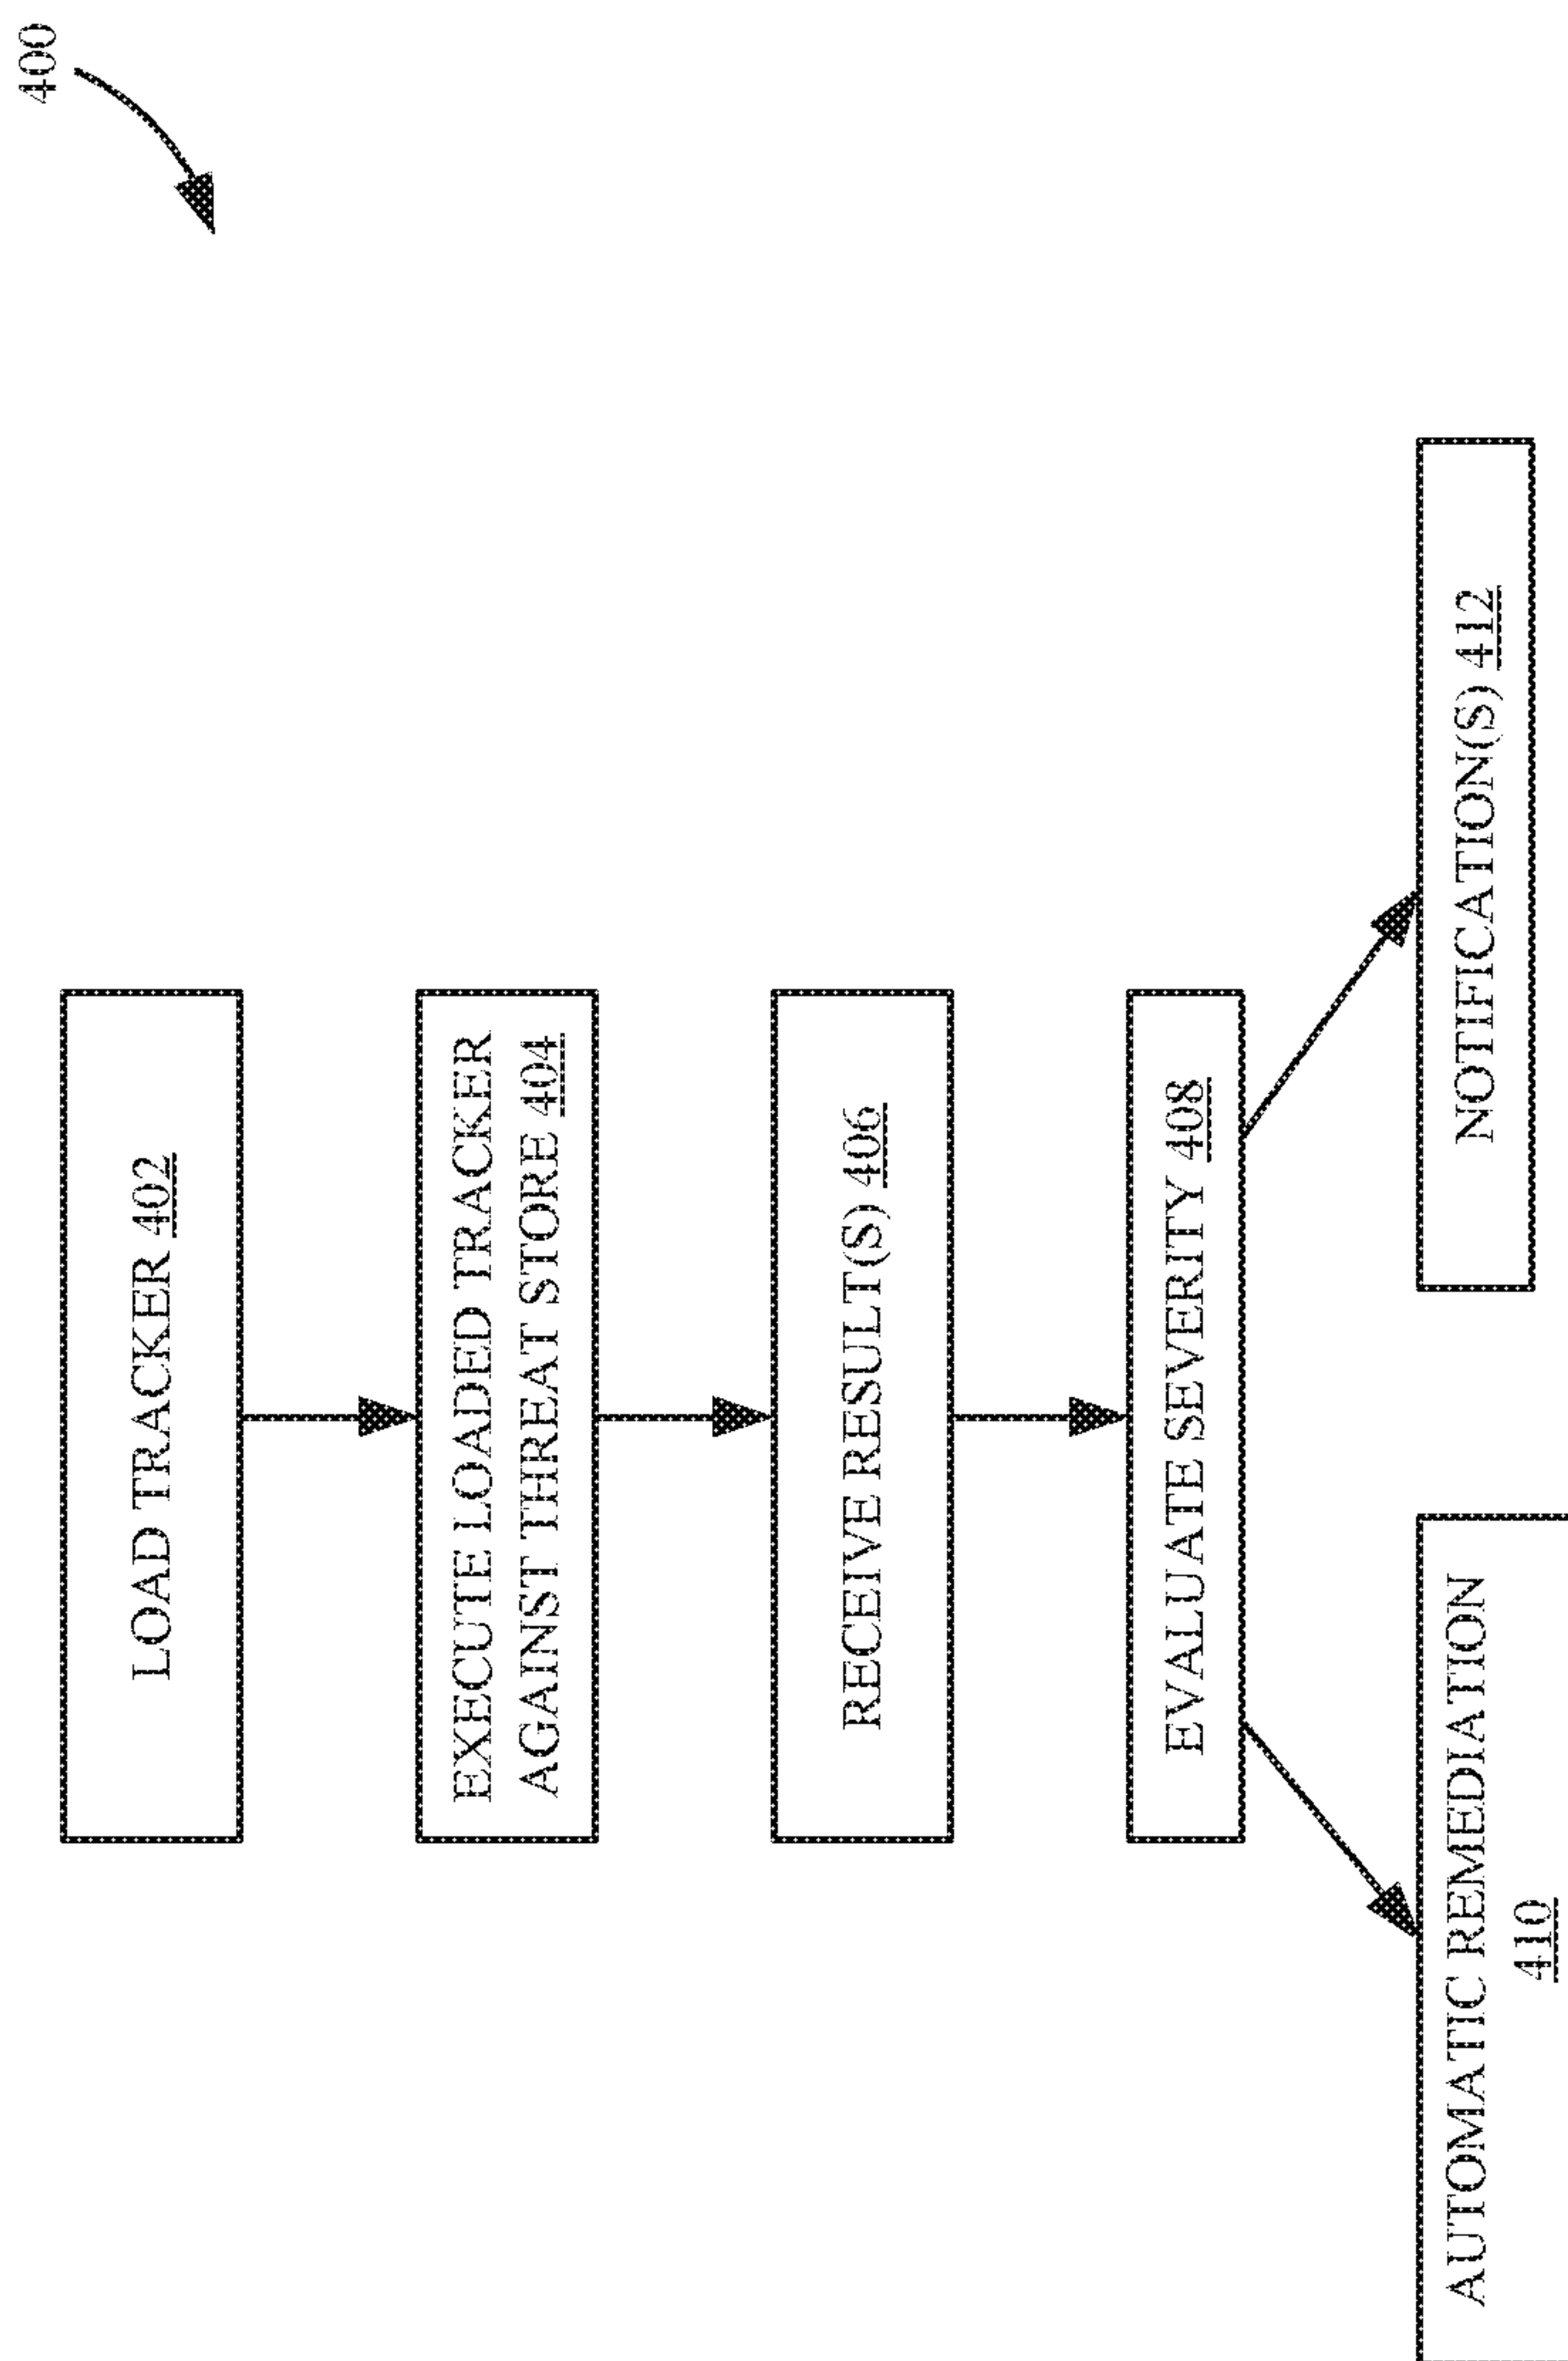 400
LOAD TRACKER 402
EXECUTE LOADED TRACKER
AGAINST THREAT STORE 404
RECEIVE RESULT(S) 406
EVALUATE SEVERITY 408
AUTOMATIC REMEDIATION
410
NOTIFICATION(S) 412